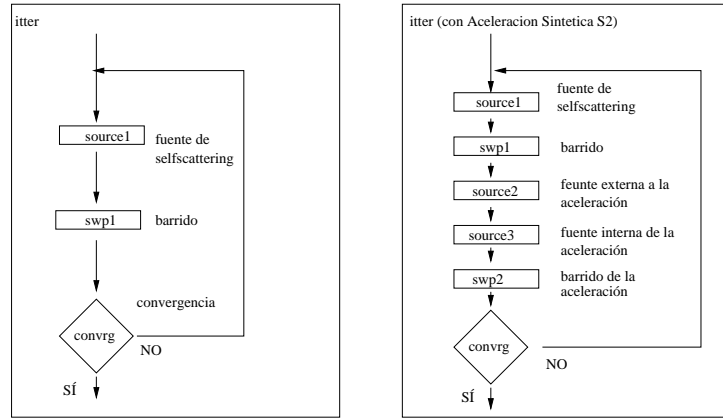 itter
source1
fuente de
selfscattering
swp1
barrido
convergencia
convrg
NO
SÍ
itter (con Aceleracion Sintetica S2)
source1
fuente de
selfscattering
swp1
barrido
source2
feunte externa a la
aceleración
source3
fuente interna de la
aceleración
swp2
barrido de la
aceleración
convrg
NO
SÍ